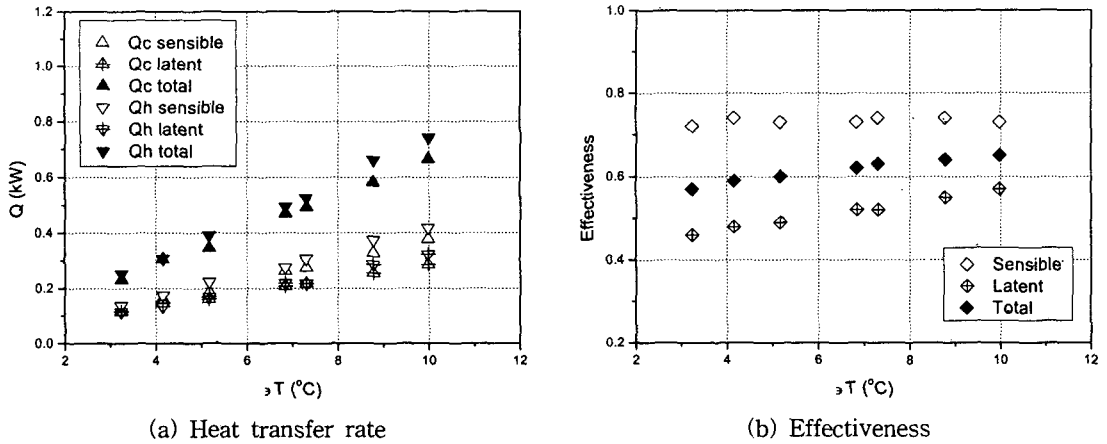 1.2
1.0
0.8
0.6
0.4
0.2
0.0
Q (kW)
Qc sensible
Qc latent
Qc total
Qh sensible
Qh latent
Qh total
2 4 6 8 10 12
϶T (°C)
(a) Heat transfer rate
1.0
0.8
0.6
0.4
0.2
Effectiveness
Sensible
Latent
Total
2 4 6 8 10 12
϶T (°C)
(b) Effectiveness